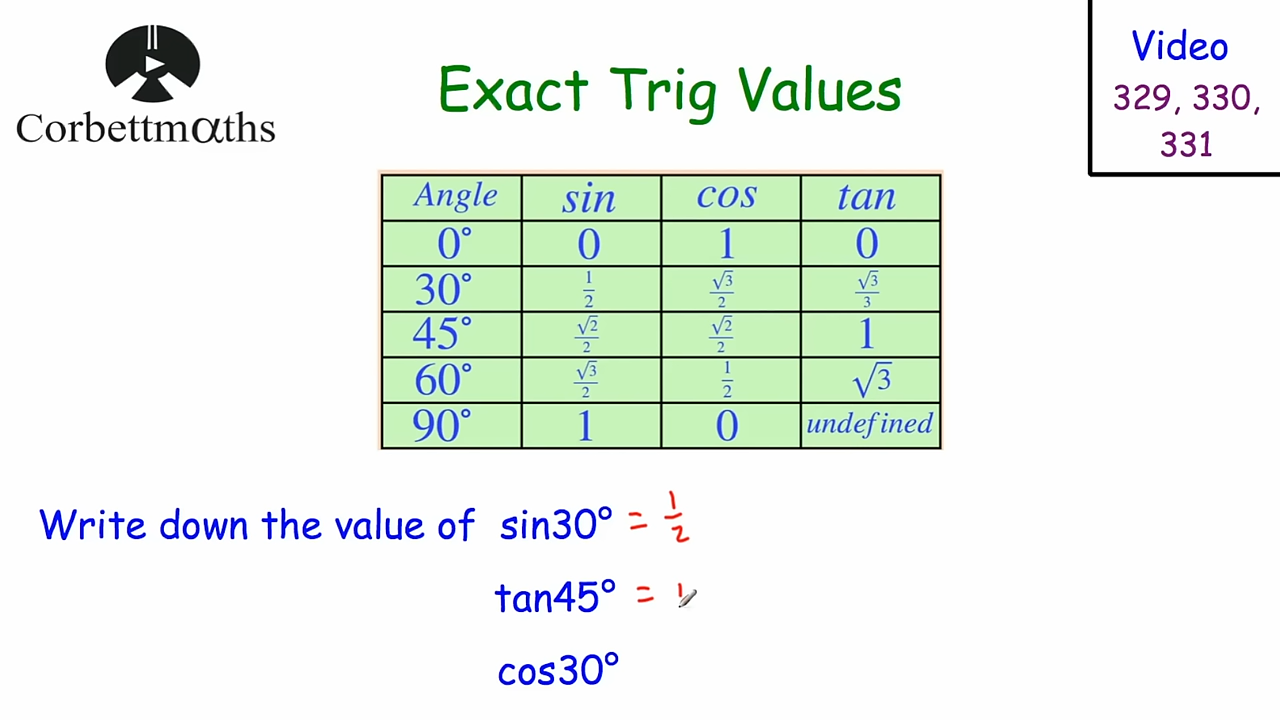 Corbettmαths
Exact Trig Values
Video
329, 330,
331
Angle sin cos tan
0° 0 1 0
30° 1/2 √3/2 √3/3
45° √2/2 √2/2 1
60° √3/2 1/2 √3
90° 1 0 undefined
Write down the value of sin30° = 1/2
tan45° = 1
cos30°